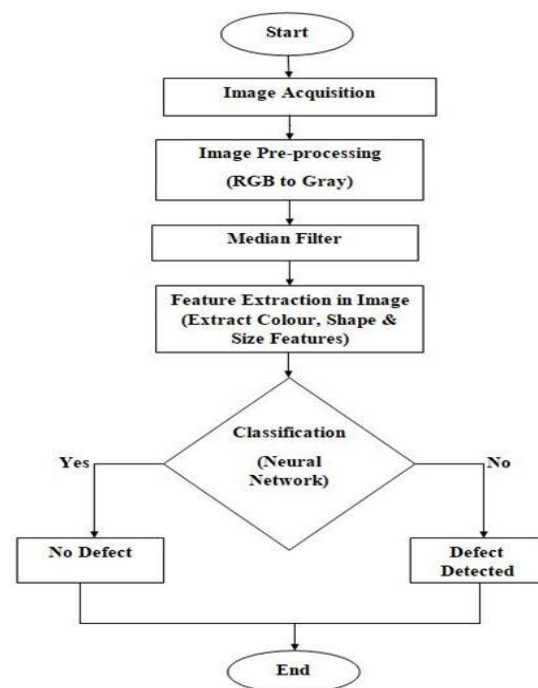 Start
Image Acquisition
Image Pre-processing
(RGB to Gray)
Median Filter
Feature Extraction in Image
(Extract Colour, Shape &
Size Features)
Classification
(Neural
Network)
Yes
No
No Defect
Defect
Detected
End